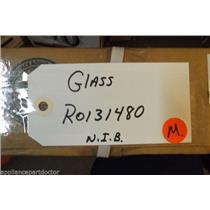 GLASS
R0131480
N.I.B.
M.
appliancepartdoctor